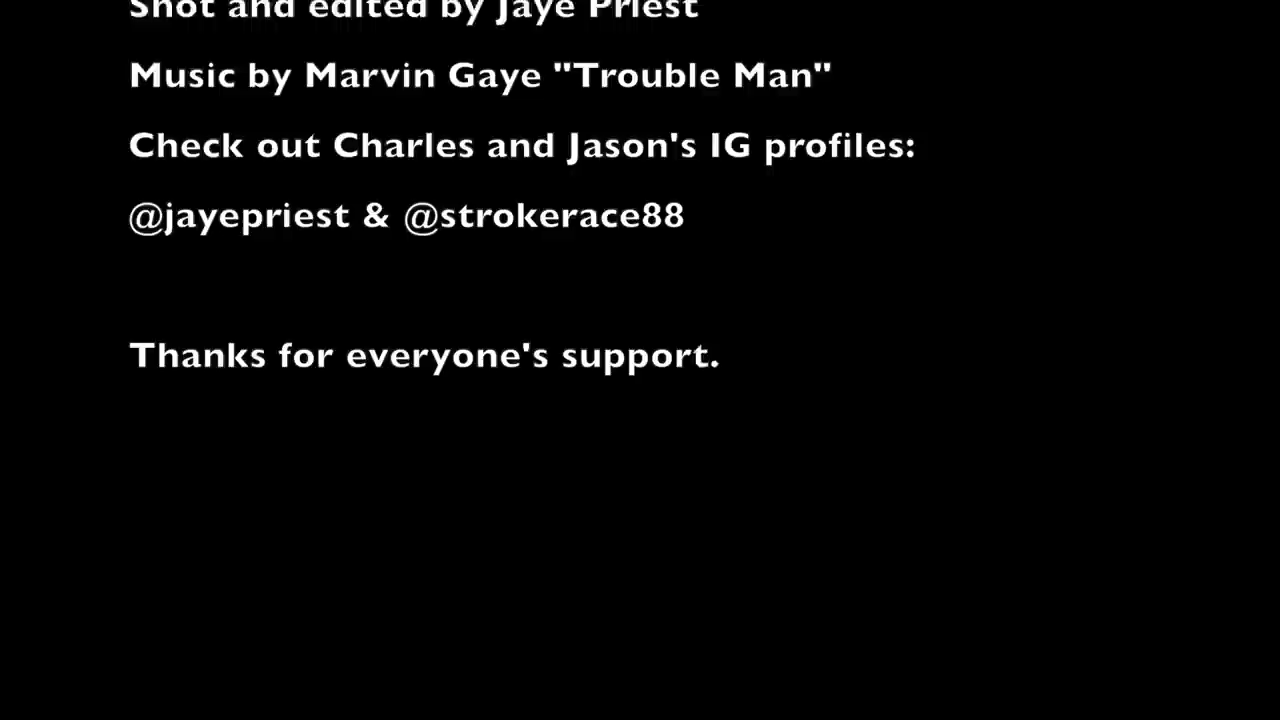 Shot and edited by Jaye Priest
Music by Marvin Gaye "Trouble Man"
Check out Charles and Jason's IG profiles:
@jayepriest & @strokerace88
Thanks for everyone's support.